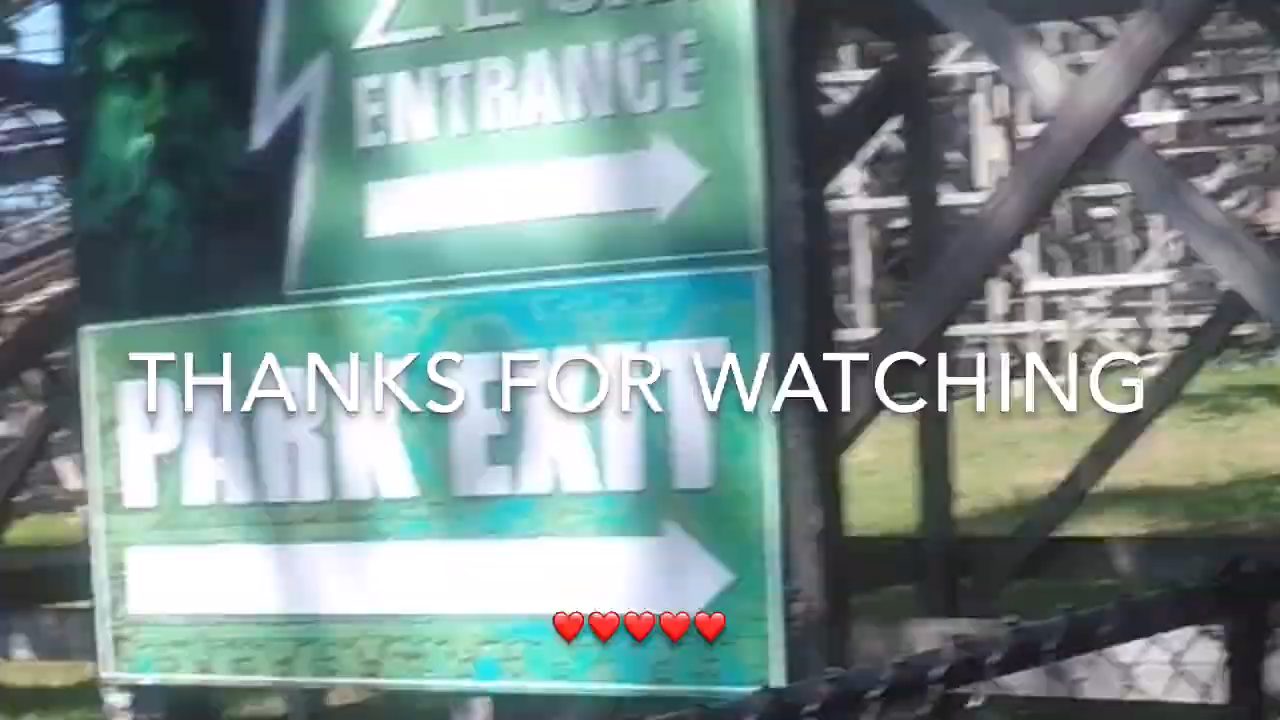 ENTRANCE
PARK EXIT
THANKS FOR WATCHING
❤️❤️❤️❤️❤️